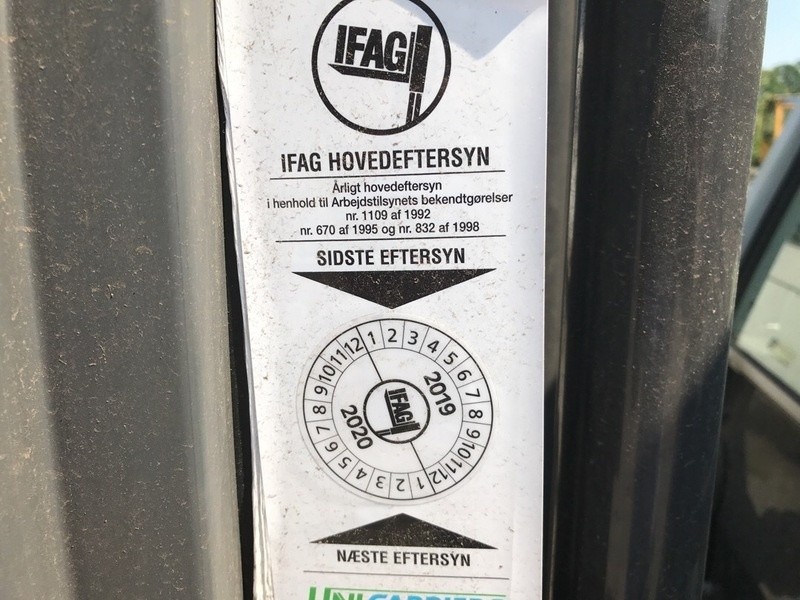 IFAG
IFAG HOVEDEFTERSYN
Årligt hovedeftersyn
i henhold til Arbejdstilsynets bekendtgørelser
nr. 1109 af 1992
nr. 670 af 1995 og nr. 832 af 1998
SIDSTE EFTERSYN
1 2 3 4 5 6 7 8 9 10 11 12
2019
IFAG
2020
1 2 3 4 5 6 7 8 9 10 11 12
NÆSTE EFTERSYN
UNICARRIERS